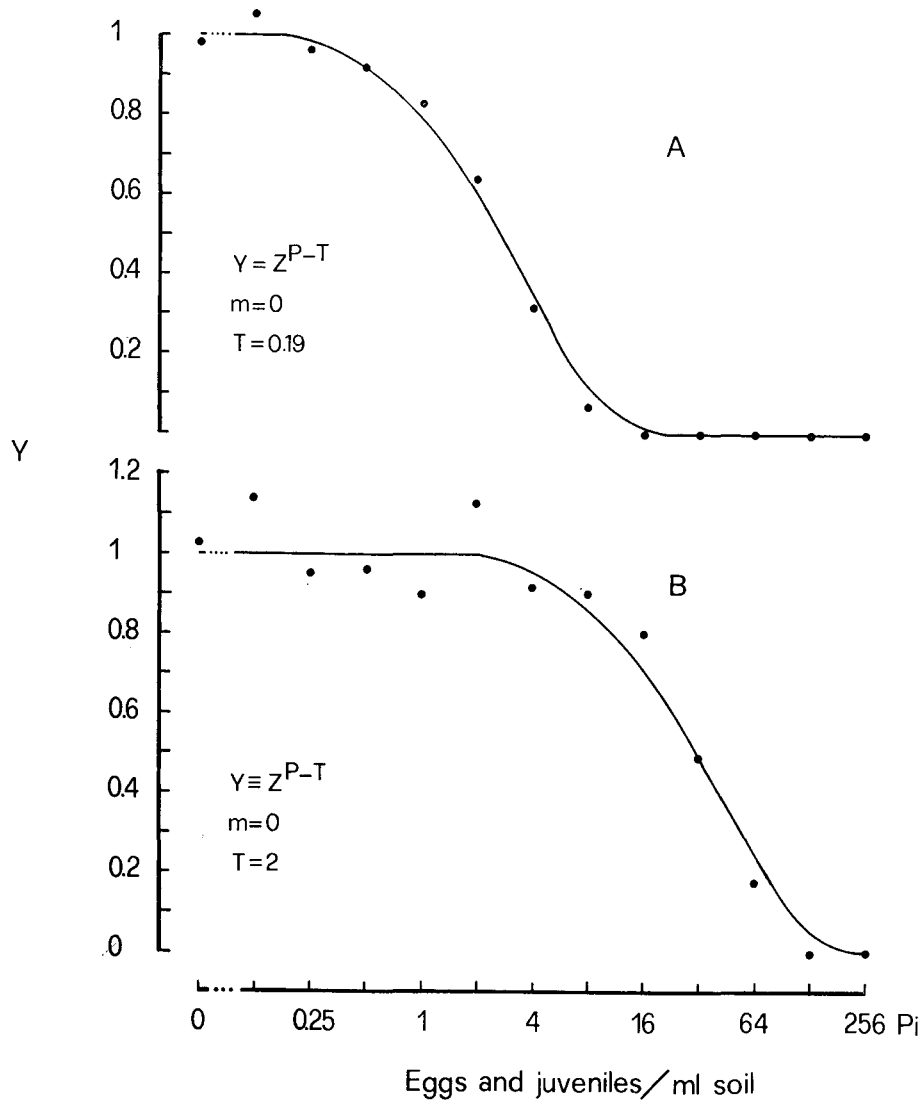 1
0.8
0.6
0.4
0.2
A
Y = Z^{P–T}
m=0
T=0.19
Y
1.2
1
0.8
0.6
0.4
0.2
0
B
Y ≡ Z^{P–T}
m=0
T=2
0 0.25 1 4 16 64 256 Pi
Eggs and juveniles/ml soil